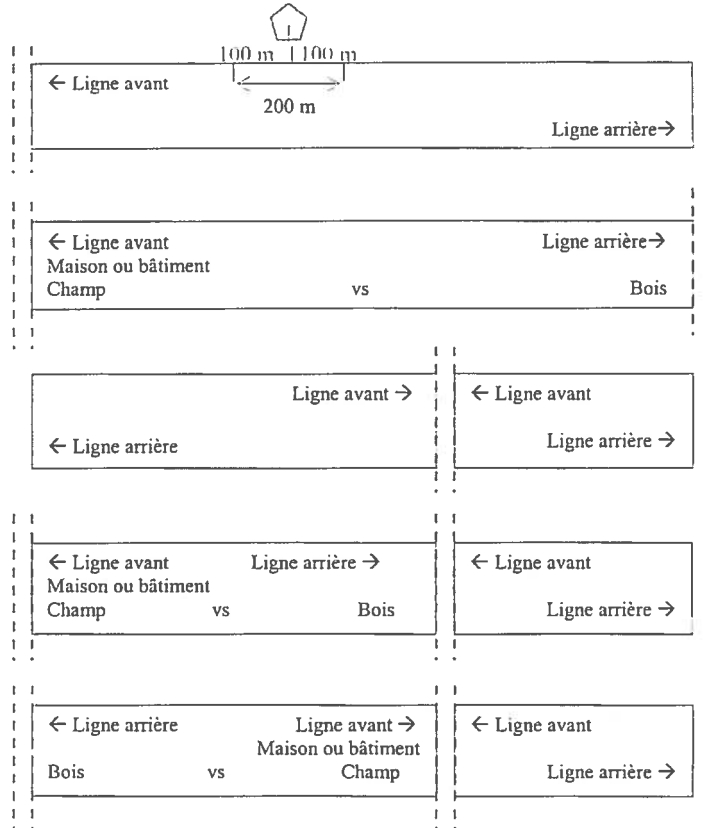 100 m 100 m
← Ligne avant
200 m
Ligne arrière→
← Ligne avant Ligne arrière→
Maison ou bâtiment
Champ vs Bois
Ligne avant → ← Ligne avant
← Ligne arrière Ligne arrière →
← Ligne avant Ligne arrière → ← Ligne avant
Maison ou bâtiment
Champ vs Bois Ligne arrière →
← Ligne arrière Ligne avant → ← Ligne avant
Maison ou bâtiment
Bois vs Champ Ligne arrière →